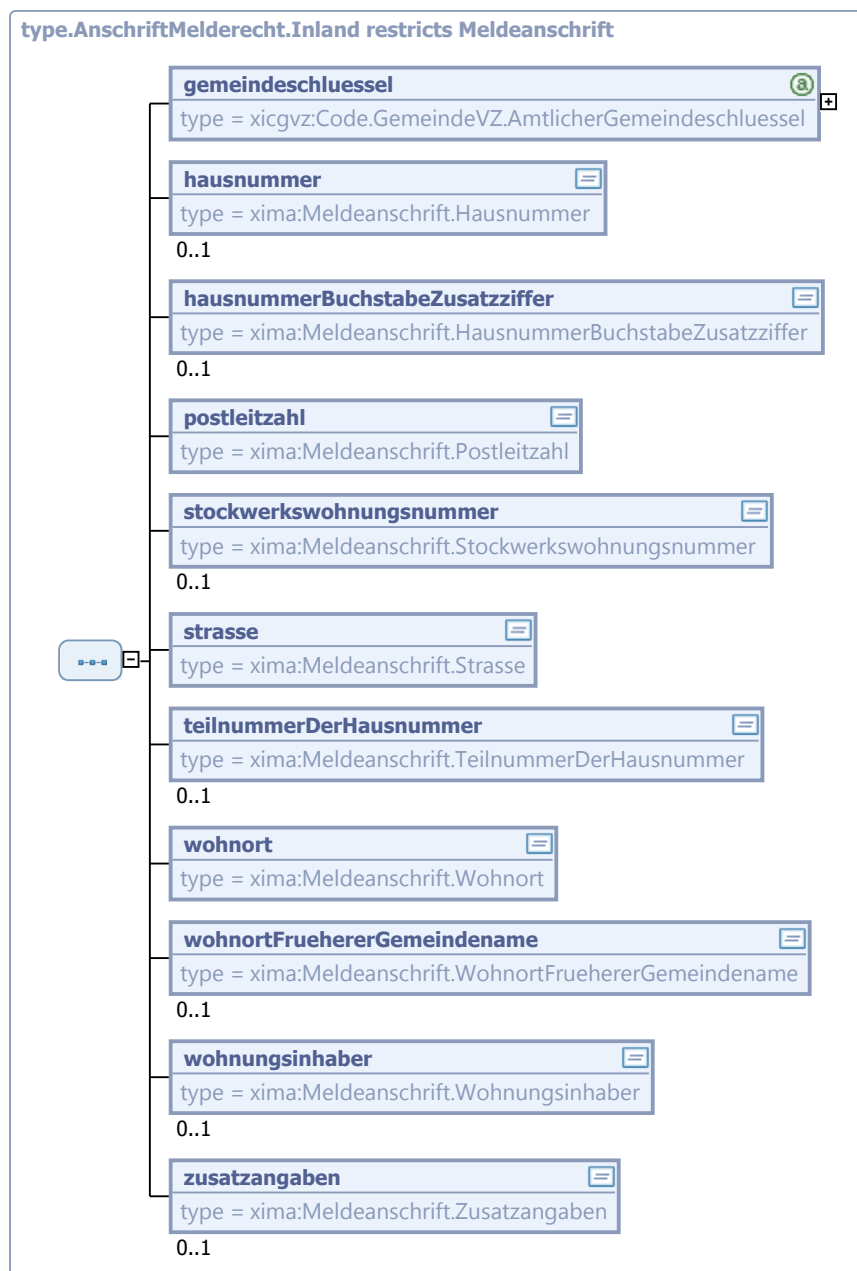 type.AnschriftMelderecht.Inland restricts Meldeanschrift
gemeindeschluessel
type = xicgvz:Code.GemeindeVZ.AmtlicherGemeindeschluessel
hausnummer
type = xima:Meldeanschrift.Hausnummer
0..1
hausnummerBuchstabeZusatzziffer
type = xima:Meldeanschrift.HausnummerBuchstabeZusatzziffer
0..1
postleitzahl
type = xima:Meldeanschrift.Postleitzahl
stockwerkswohnungsnummer
type = xima:Meldeanschrift.Stockwerkswohnungsnummer
0..1
strasse
type = xima:Meldeanschrift.Strasse
teilnummerDerHausnummer
type = xima:Meldeanschrift.TeilnummerDerHausnummer
0..1
wohnort
type = xima:Meldeanschrift.Wohnort
wohnortFruehererGemeindename
type = xima:Meldeanschrift.WohnortFruehererGemeindename
0..1
wohnungsinhaber
type = xima:Meldeanschrift.Wohnungsinhaber
0..1
zusatzangaben
type = xima:Meldeanschrift.Zusatzangaben
0..1